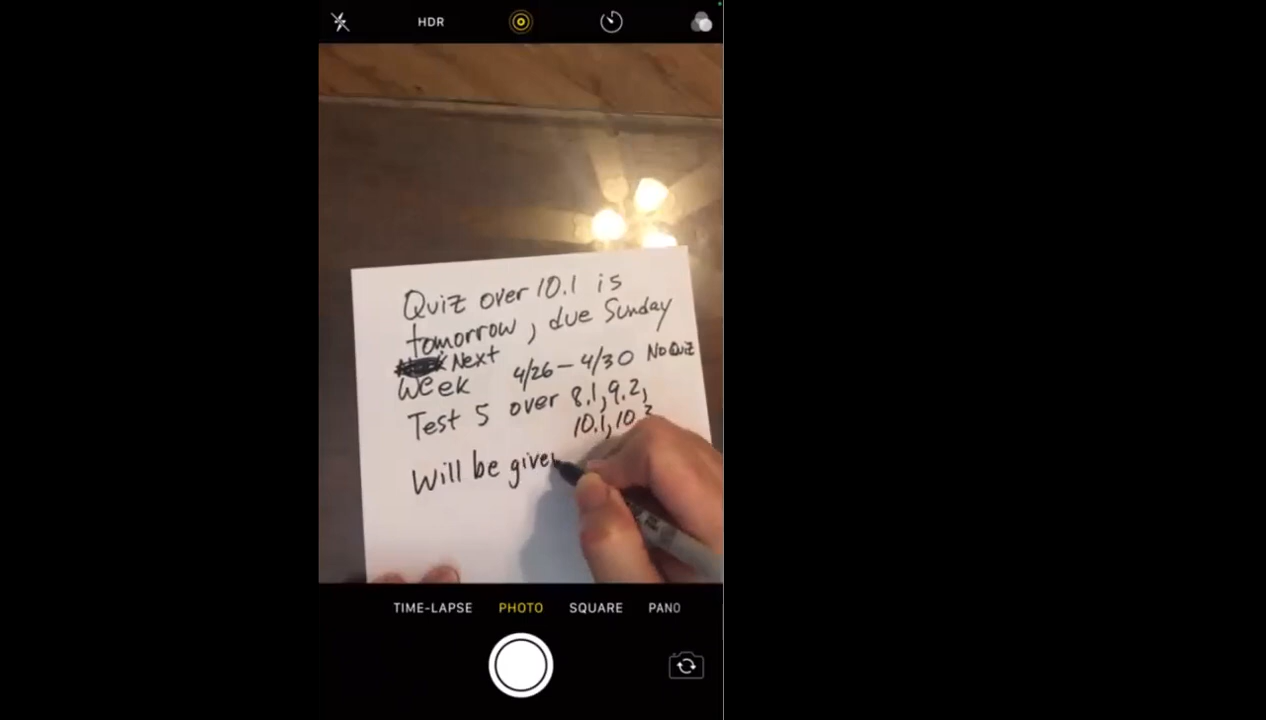 HDR
Quiz over 10.1 is
tomorrow, due Sunday
Next
Week 4/26 – 4/30 No Quiz
Test 5 over 8.1, 9.2,
10.1, 10.
Will be given
TIME-LAPSE PHOTO SQUARE PANO